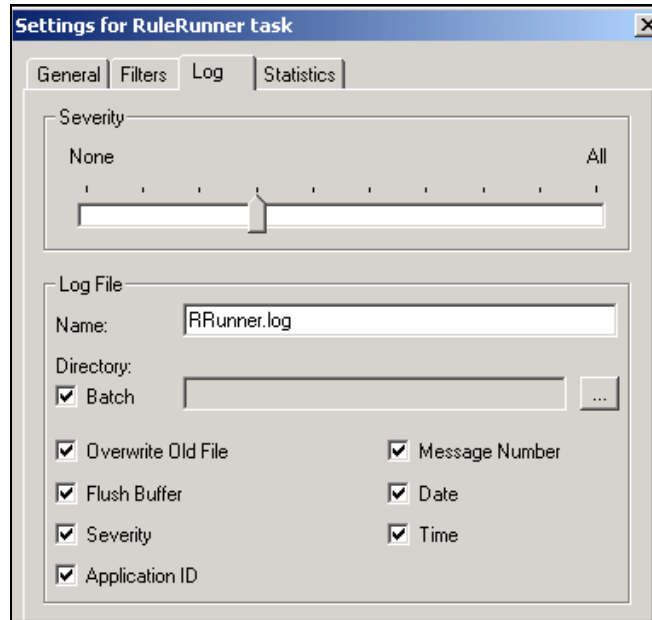 Settings for RuleRunner task
General Filters Log Statistics
Severity
None All
Log File
Name: RRunner.log
Directory:
Batch ...
Overwrite Old File Message Number
Flush Buffer Date
Severity Time
Application ID